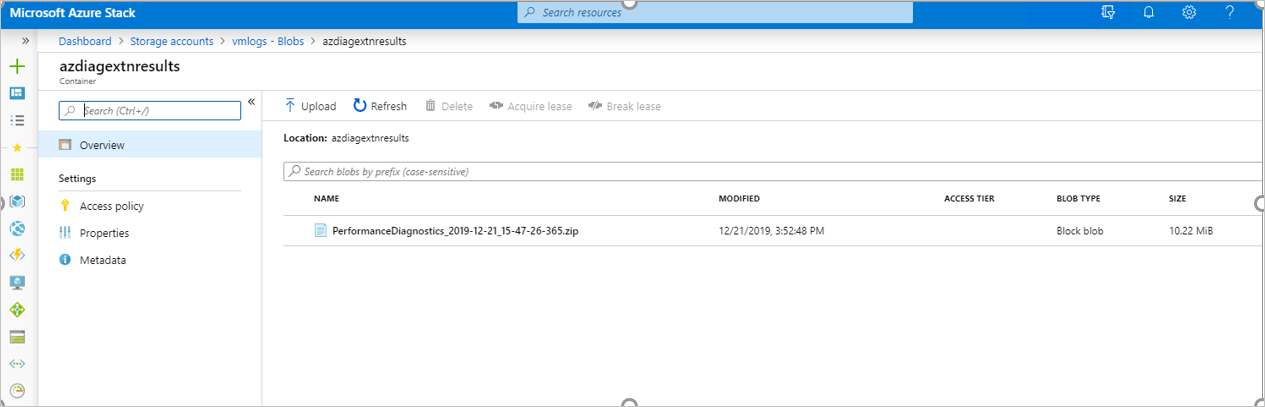 Microsoft Azure Stack
Search resources
?
»
Dashboard > Storage accounts > vmlogs - Blobs > azdiagextnresults
azdiagextnresults
Container
Search (Ctrl+/)
«
Overview
Settings
Access policy
Properties
Metadata
Upload Refresh Delete Acquire lease Break lease
Location: azdiagextnresults
Search blobs by prefix (case-sensitive)
NAME MODIFIED ACCESS TIER BLOB TYPE SIZE
PerformanceDiagnostics_2019-12-21_15-47-26-365.zip 12/21/2019, 3:52:48 PM Block blob 10.22 MiB